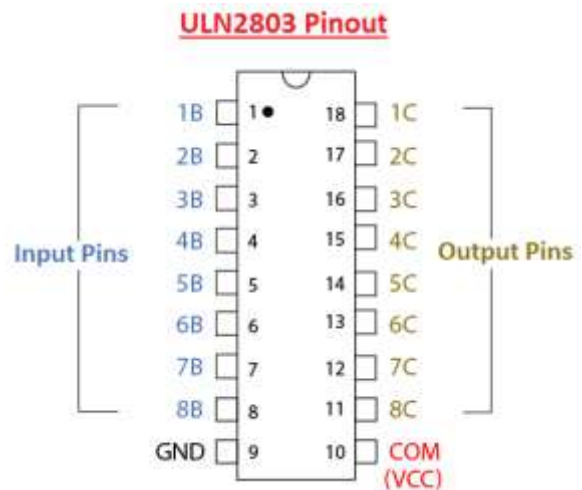 ULN2803 Pinout
1B 1 18 1C
2B 2 17 2C
3B 3 16 3C
4B 4 15 4C
Input Pins Output Pins
5B 5 14 5C
6B 6 13 6C
7B 7 12 7C
8B 8 11 8C
GND 9 10 COM
(VCC)